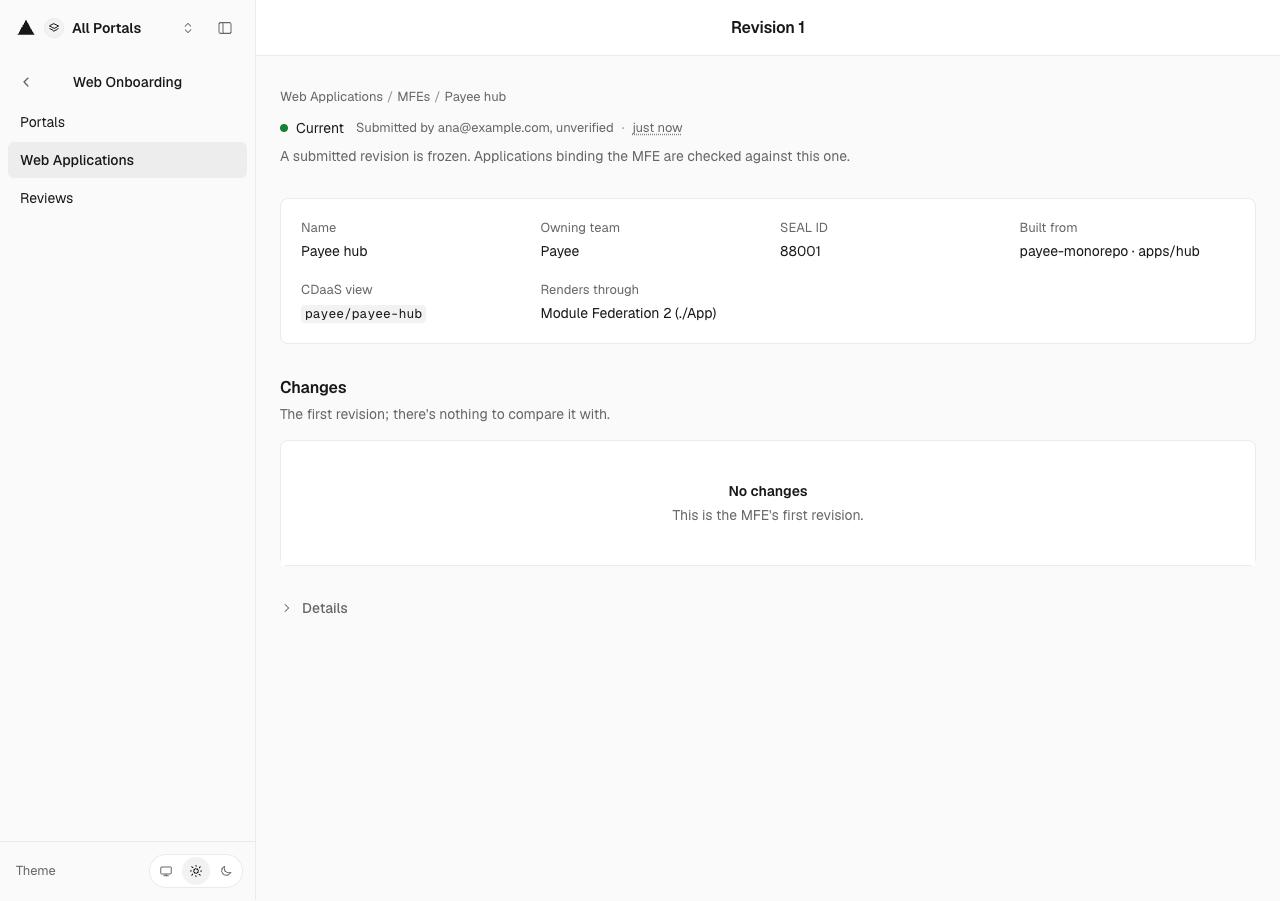 All Portals
Revision 1
Web Onboarding
Portals
Web Applications
Reviews
Web Applications / MFEs / Payee hub
Current Submitted by ana@example.com, unverified · just now
A submitted revision is frozen. Applications binding the MFE are checked against this one.
Name Owning team SEAL ID Built from
Payee hub Payee 88001 payee-monorepo · apps/hub
CDaaS view Renders through
payee/payee-hub Module Federation 2 (./App)
Changes
The first revision; there's nothing to compare it with.
No changes
This is the MFE's first revision.
Details
Theme